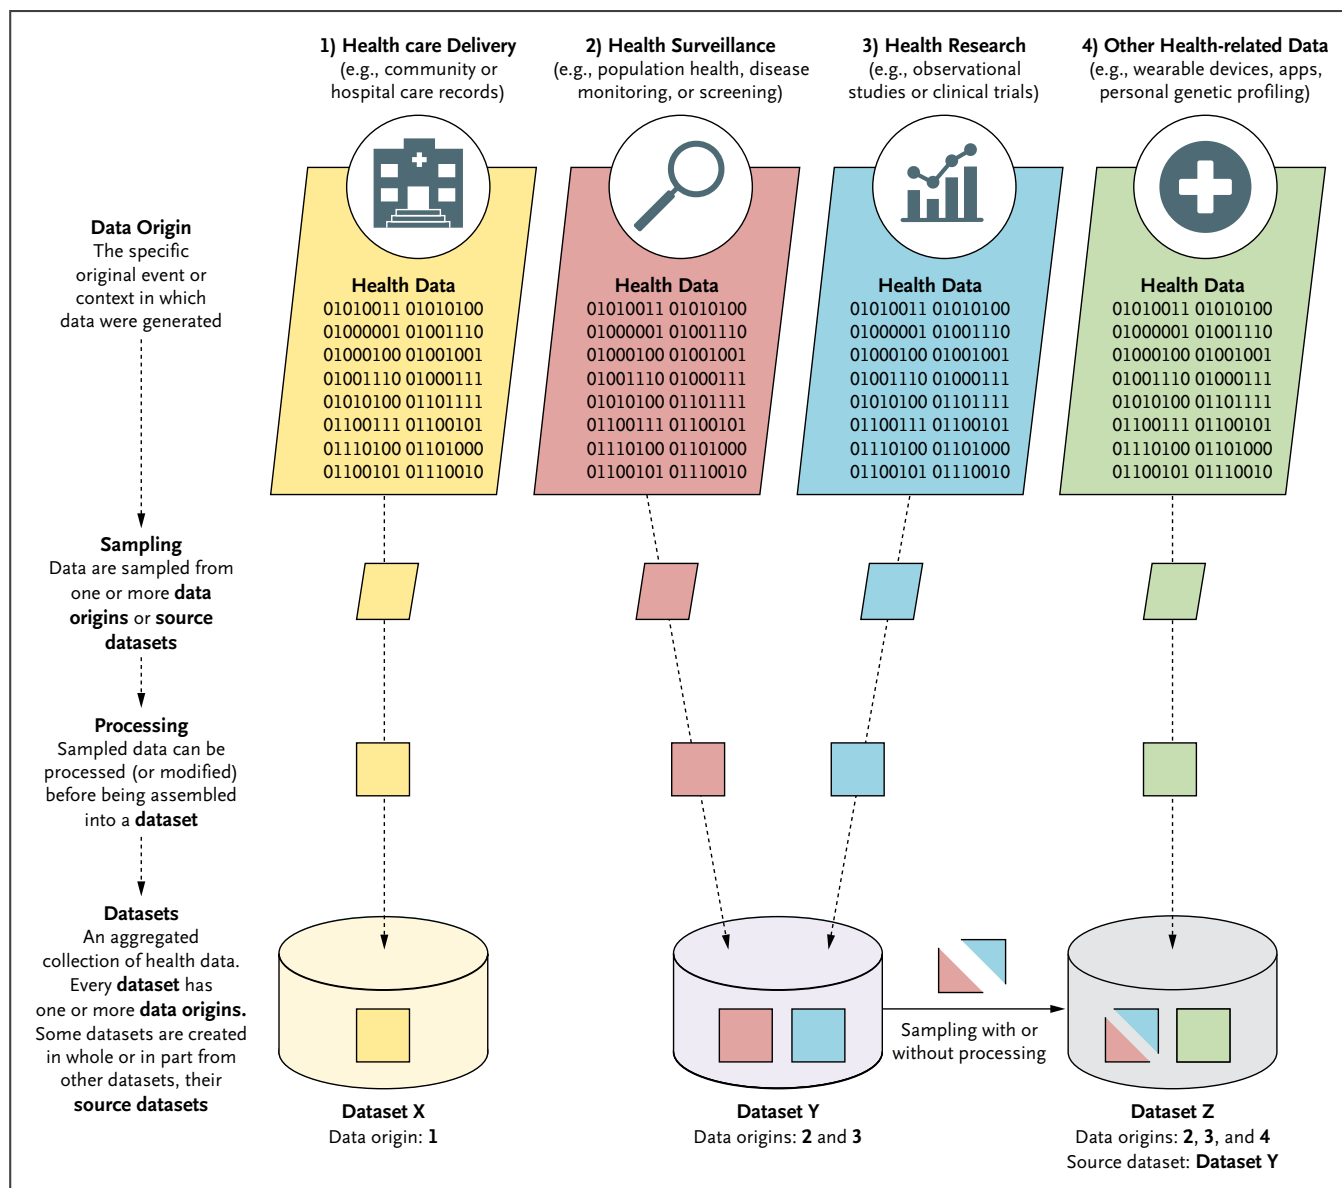 1) Health care Delivery
(e.g., community or
hospital care records)
2) Health Surveillance
(e.g., population health, disease
monitoring, or screening)
3) Health Research
(e.g., observational
studies or clinical trials)
4) Other Health-related Data
(e.g., wearable devices, apps,
personal genetic profiling)
Data Origin
The specific
original event or
context in which
data were generated
Health Data
01010011 01010100
01000001 01001110
01000100 01001001
01001110 01000111
01010100 01101111
01100111 01100101
01110100 01101000
01100101 01110010
Health Data
01010011 01010100
01000001 01001110
01000100 01001001
01001110 01000111
01010100 01101111
01100111 01100101
01110100 01101000
01100101 01110010
Health Data
01010011 01010100
01000001 01001110
01000100 01001001
01001110 01000111
01010100 01101111
01100111 01100101
01110100 01101000
01100101 01110010
Health Data
01010011 01010100
01000001 01001110
01000100 01001001
01001110 01000111
01010100 01101111
01100111 01100101
01110100 01101000
01100101 01110010
Sampling
Data are sampled from
one or more data
origins or source
datasets
Processing
Sampled data can be
processed (or modified)
before being assembled
into a dataset
Datasets
An aggregated
collection of health data.
Every dataset has
one or more data origins.
Some datasets are created
in whole or in part from
other datasets, their
source datasets
Sampling with or
without processing
Dataset X
Data origin: 1
Dataset Y
Data origins: 2 and 3
Dataset Z
Data origins: 2, 3, and 4
Source dataset: Dataset Y